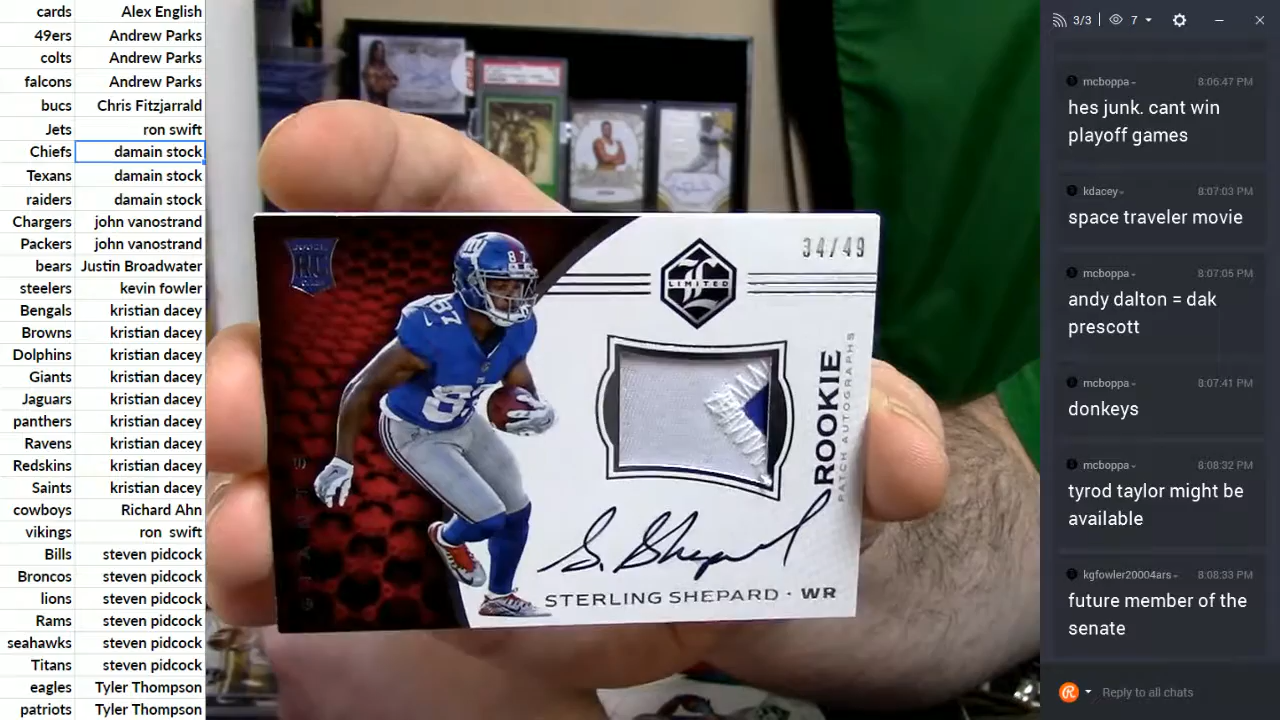 cards Alex English
49ers Andrew Parks
colts Andrew Parks
falcons Andrew Parks
bucs Chris Fitzjarrald
Jets ron swift
Chiefs damain stock
Texans damain stock
raiders damain stock
Chargers john vanostrand
Packers john vanostrand
bears Justin Broadwater
steelers kevin fowler
Bengals kristian dacey
Browns kristian dacey
Dolphins kristian dacey
Giants kristian dacey
Jaguars kristian dacey
panthers kristian dacey
Ravens kristian dacey
Redskins kristian dacey
Saints kristian dacey
cowboys Richard Ahn
vikings ron swift
Bills steven pidcock
Broncos steven pidcock
lions steven pidcock
Rams steven pidcock
seahawks steven pidcock
Titans steven pidcock
eagles Tyler Thompson
patriots Tyler Thompson
34/49
LIMITED
87
87
ROOKIE
PATCH AUTOGRAPHS
GIANTS
S. Shepard
STERLING SHEPARD · WR
3/3 7
mcboppa 8:06:47 PM
hes junk. cant win
playoff games
kdacey 8:07:03 PM
space traveler movie
mcboppa 8:07:05 PM
andy dalton = dak
prescott
mcboppa 8:07:41 PM
donkeys
mcboppa 8:08:32 PM
tyrod taylor might be
available
kgfowler20004ars 8:08:33 PM
future member of the
senate
Reply to all chats